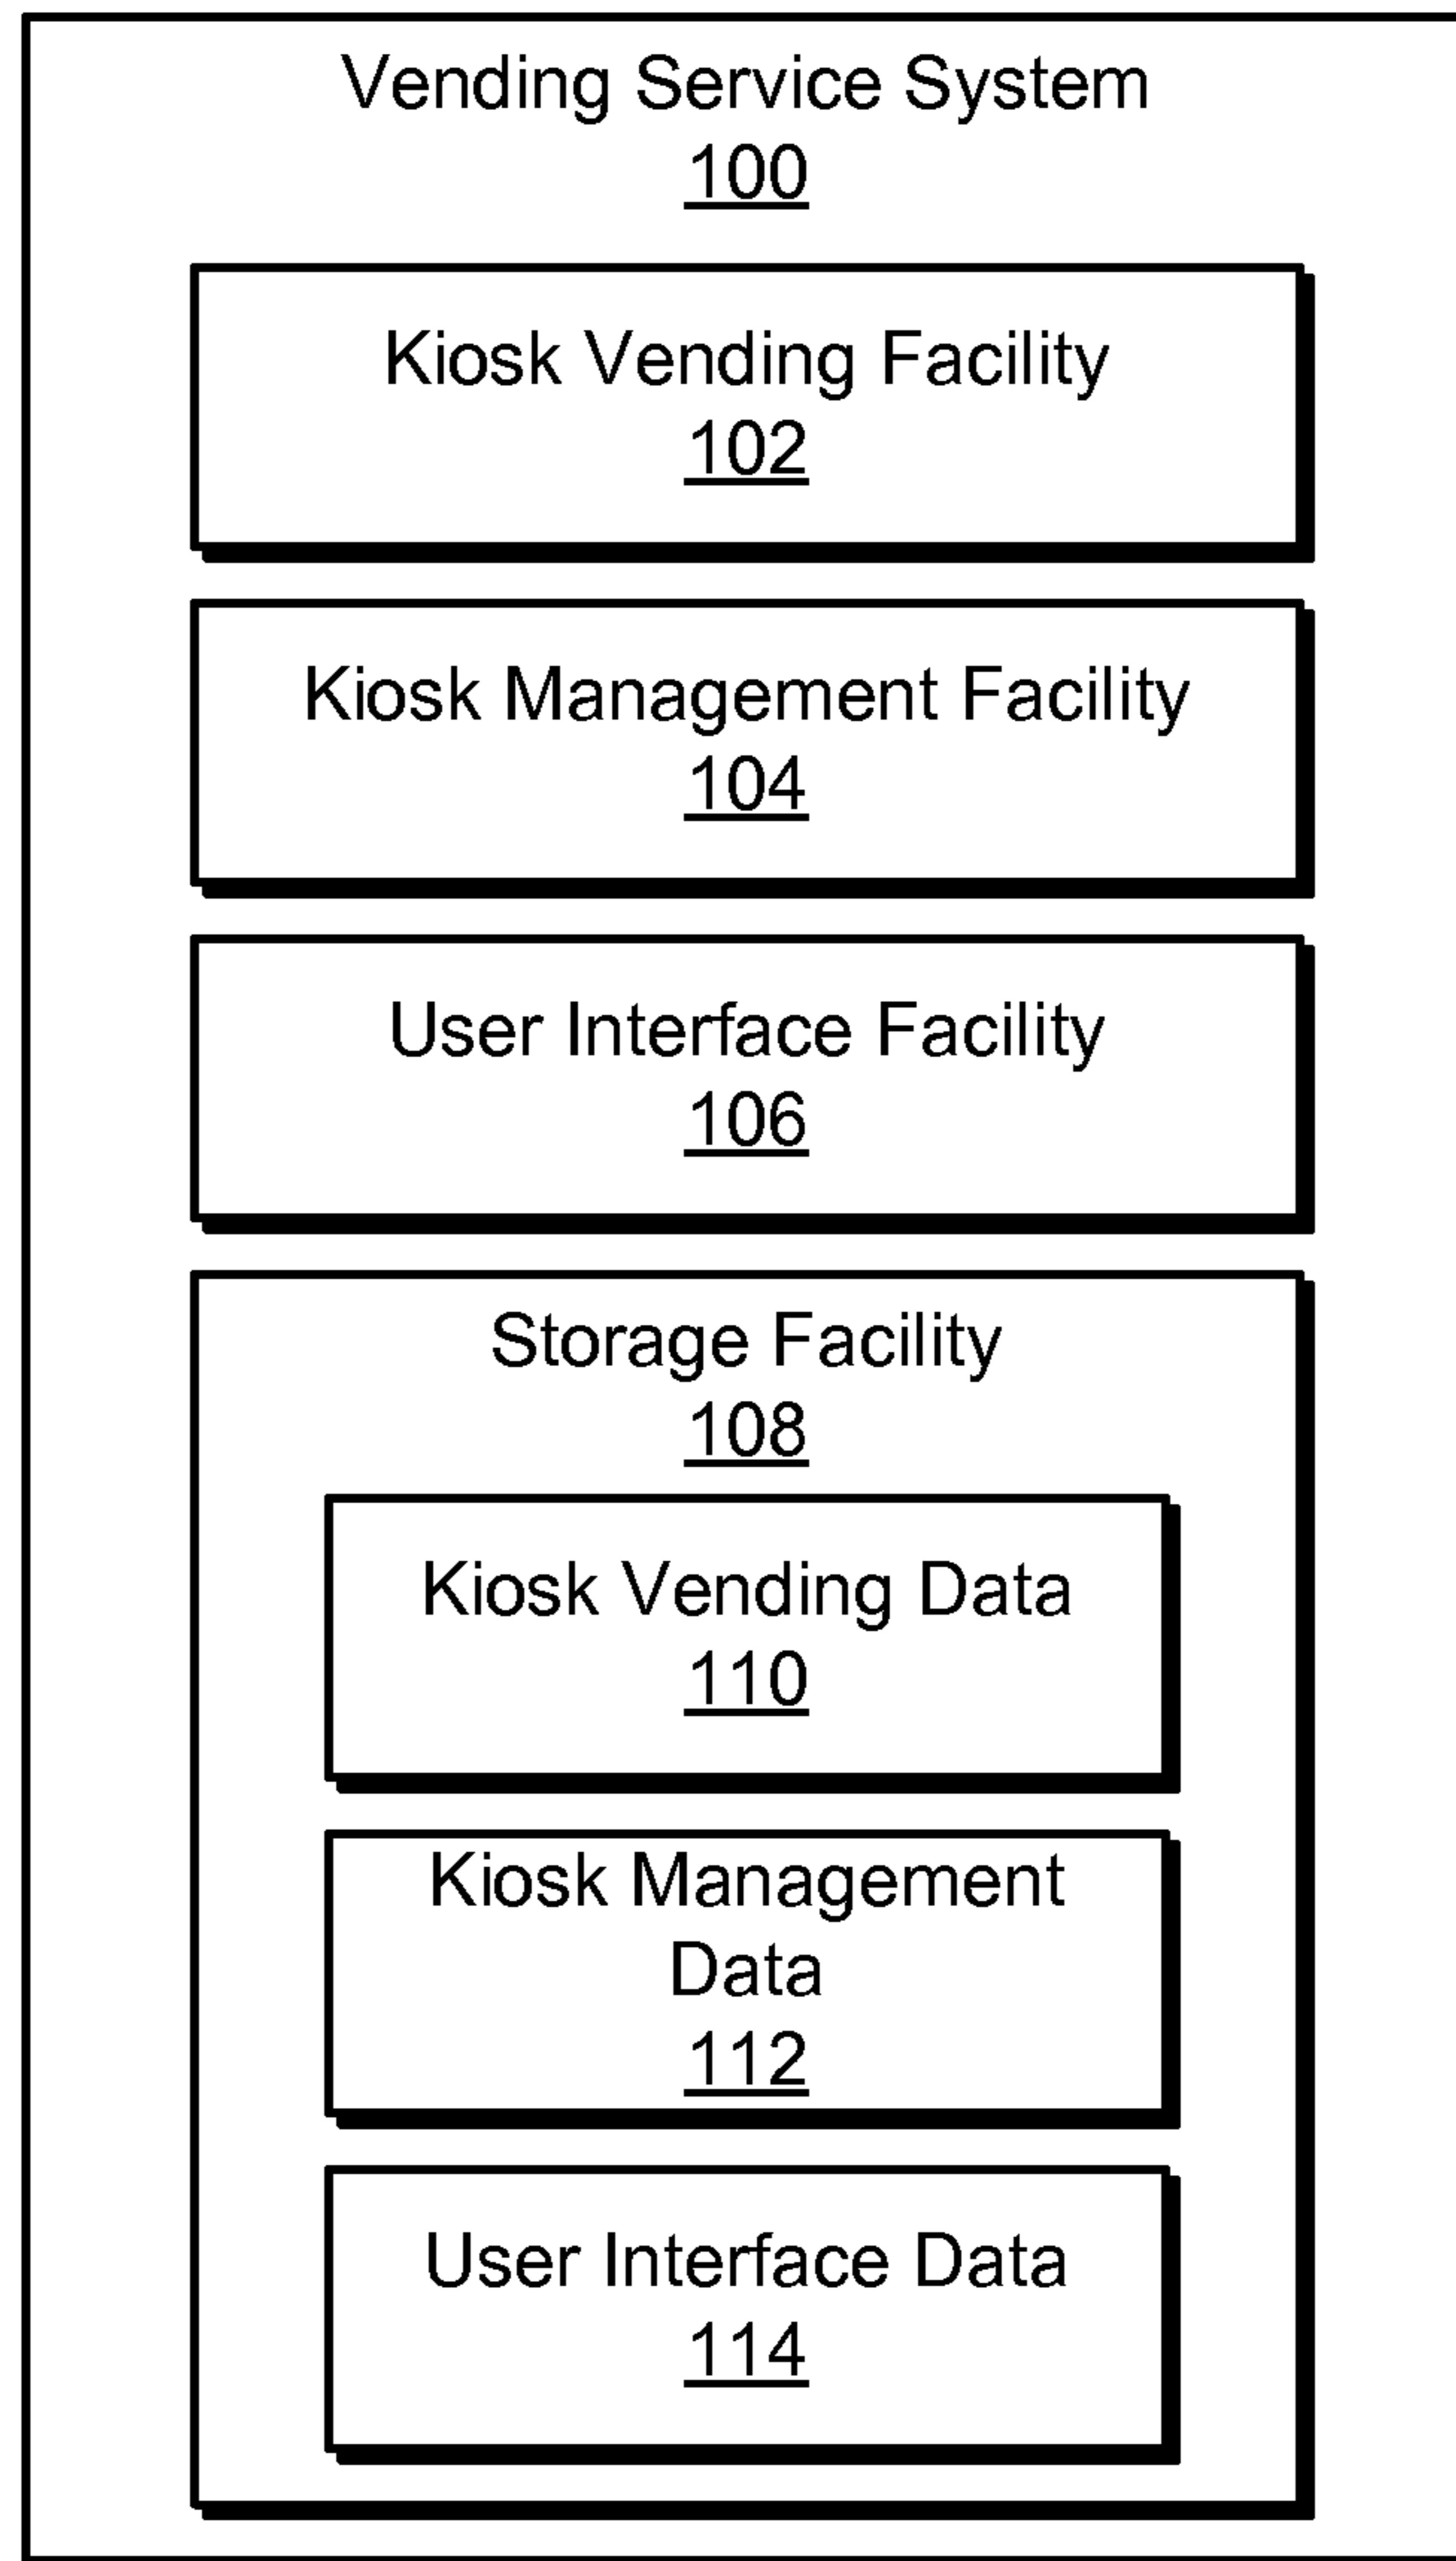 Vending Service System
100
Kiosk Vending Facility
102
Kiosk Management Facility
104
User Interface Facility
106
Storage Facility
108
Kiosk Vending Data
110
Kiosk Management
Data
112
User Interface Data
114